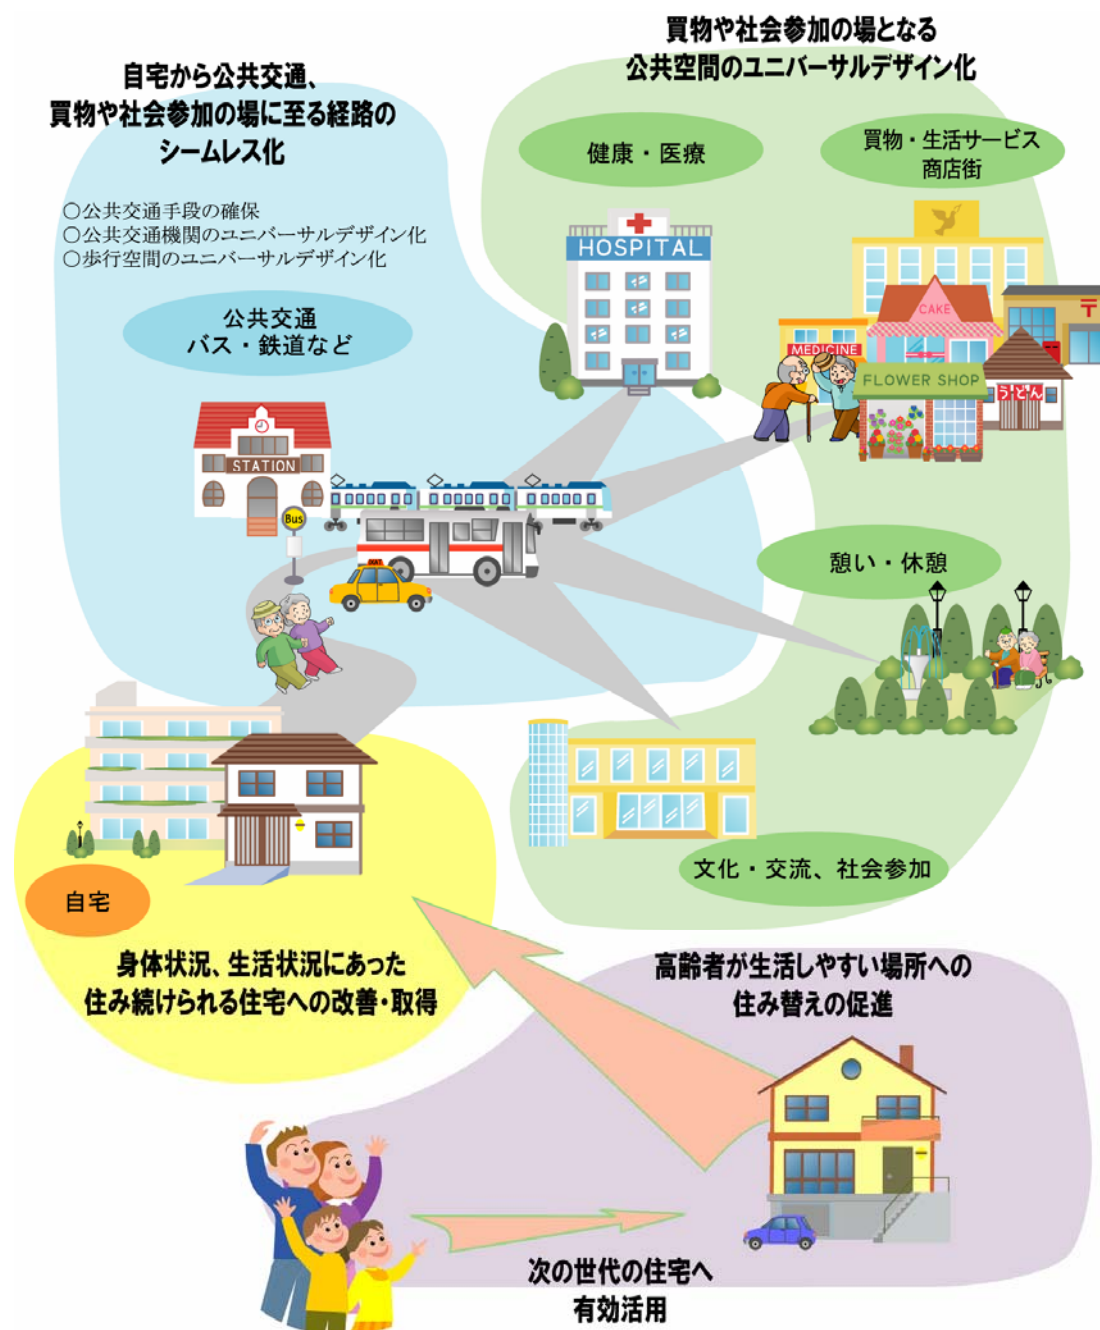 買物や社会参加の場となる
公共空間のユニバーサルデザイン化
自宅から公共交通、
買物や社会参加の場に至る経路の
シームレス化
○公共交通手段の確保
○公共交通機関のユニバーサルデザイン化
○歩行空間のユニバーサルデザイン化
健康・医療
買物・生活サービス
商店街
HOSPITAL
CAKE
〒
MEDICINE
FLOWER SHOP
うどん
公共交通
バス・鉄道など
STATION
Bus
TAXI
憩い・休憩
文化・交流、社会参加
自宅
身体状況、生活状況にあった
住み続けられる住宅への改善・取得
高齢者が生活しやすい場所への
住み替えの促進
次の世代の住宅へ
有効活用